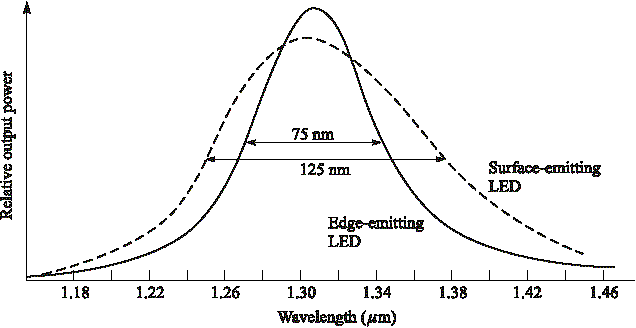 Relative output power
75 nm
125 nm
Surface-emitting
LED
Edge-emitting
LED
1.18 1.22 1.26 1.30 1.34 1.38 1.42 1.46
Wavelength (μm)